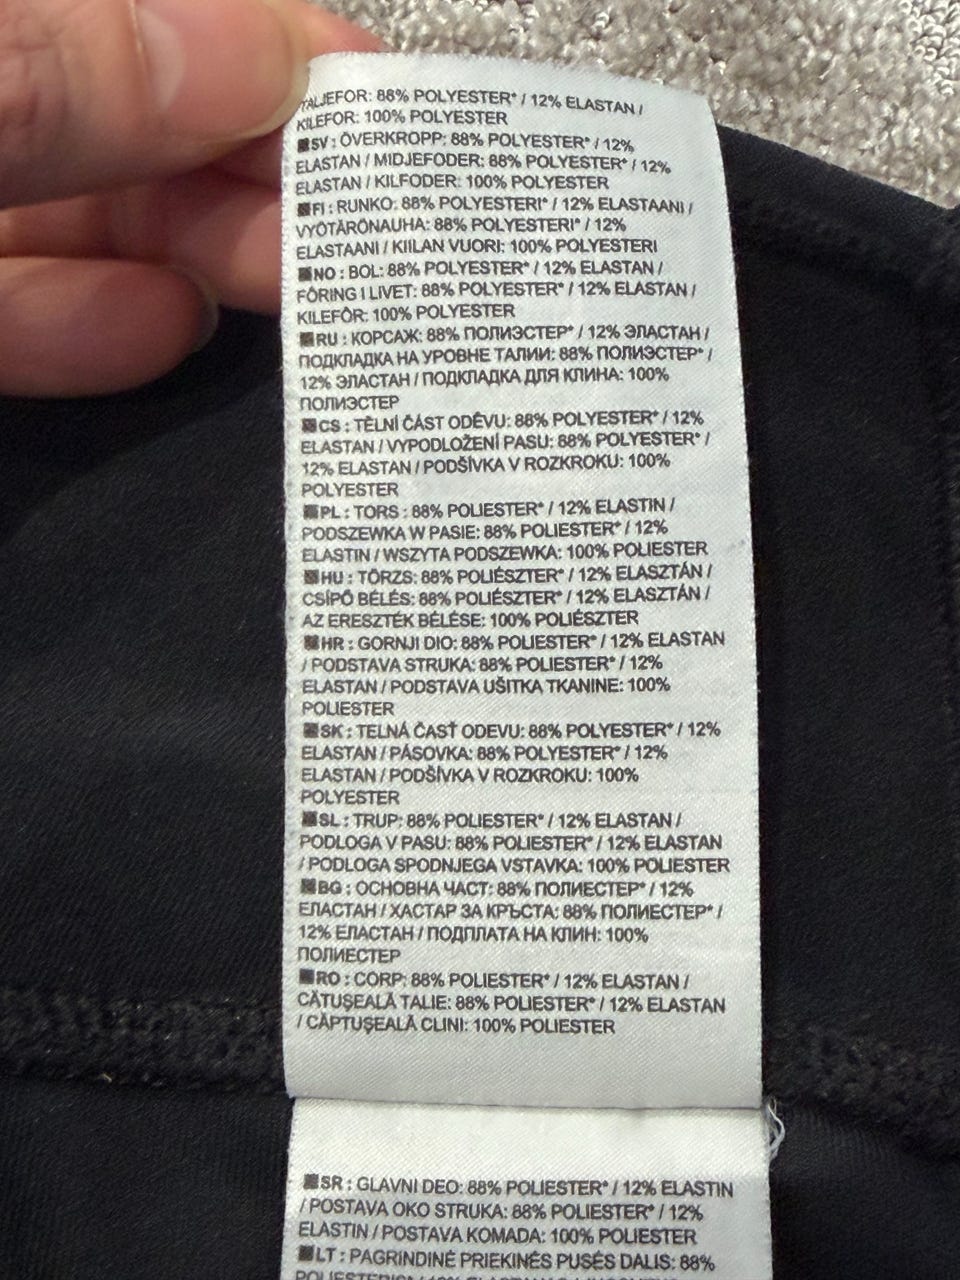 TALJEFOR: 88% POLYESTER* / 12% ELASTAN /
KILEFOR: 100% POLYESTER
SV : ÖVERKROPP: 88% POLYESTER* / 12%
ELASTAN / MIDJEFODER: 88% POLYESTER* / 12%
ELASTAN / KILFODER: 100% POLYESTER
FI : RUNKO: 88% POLYESTERI* / 12% ELASTAANI /
VYÖTÄRÖNAUHA: 88% POLYESTERI* / 12%
ELASTAANI / KIILAN VUORI: 100% POLYESTERI
NO : BOL: 88% POLYESTER* / 12% ELASTAN /
FÔRING I LIVET: 88% POLYESTER* / 12% ELASTAN /
KILEFÔR: 100% POLYESTER
RU : КОРСАЖ: 88% ПОЛИЭСТЕР* / 12% ЭЛАСТАН /
ПОДКЛАДКА НА УРОВНЕ ТАЛИИ: 88% ПОЛИЭСТЕР* /
12% ЭЛАСТАН / ПОДКЛАДКА ДЛЯ КЛИНА: 100%
ПОЛИЭСТЕР
CS : TĚLNÍ ČÁST ODĚVU: 88% POLYESTER* / 12%
ELASTAN / VYPODLOŽENÍ PASU: 88% POLYESTER* /
12% ELASTAN / PODŠÍVKA V ROZKROKU: 100%
POLYESTER
PL : TORS : 88% POLIESTER* / 12% ELASTIN /
PODSZEWKA W PASIE: 88% POLIESTER* / 12%
ELASTIN / WSZYTA PODSZEWKA: 100% POLIESTER
HU : TÖRZS: 88% POLIÉSZTER* / 12% ELASZTÁN /
CSÍPŐ BÉLÉS: 88% POLIÉSZTER* / 12% ELASZTÁN /
AZ ERESZTÉK BÉLÉSE: 100% POLIÉSZTER
HR : GORNJI DIO: 88% POLIESTER* / 12% ELASTAN
/ PODSTAVA STRUKA: 88% POLIESTER* / 12%
ELASTAN / PODSTAVA UŠITKA TKANINE: 100%
POLIESTER
SK : TELNÁ ČASŤ ODEVU: 88% POLYESTER* / 12%
ELASTAN / PÁSOVKA: 88% POLYESTER* / 12%
ELASTAN / PODŠÍVKA V ROZKROKU: 100%
POLYESTER
SL : TRUP: 88% POLIESTER* / 12% ELASTAN /
PODLOGA V PASU: 88% POLIESTER* / 12% ELASTAN
/ PODLOGA SPODNJEGA VSTAVKA: 100% POLIESTER
BG : ОСНОВНА ЧАСТ: 88% ПОЛИЕСТЕР* / 12%
ЕЛАСТАН / ХАСТАР ЗА КРЪСТА: 88% ПОЛИЕСТЕР* /
12% ЕЛАСТАН / ПОДПЛАТА НА КЛИН: 100%
ПОЛИЕСТЕР
RO : CORP: 88% POLIESTER* / 12% ELASTAN /
CĂTUȘEALĂ TALIE: 88% POLIESTER* / 12% ELASTAN
/ CĂPTUȘEALĂ CLINI: 100% POLIESTER
SR : GLAVNI DEO: 88% POLIESTER* / 12% ELASTIN
/ POSTAVA OKO STRUKA: 88% POLIESTER* / 12%
ELASTIN / POSTAVA KOMADA: 100% POLIESTER
LT : PAGRINDINĖ PRIEKINĖS PUSĖS DALIS: 88%